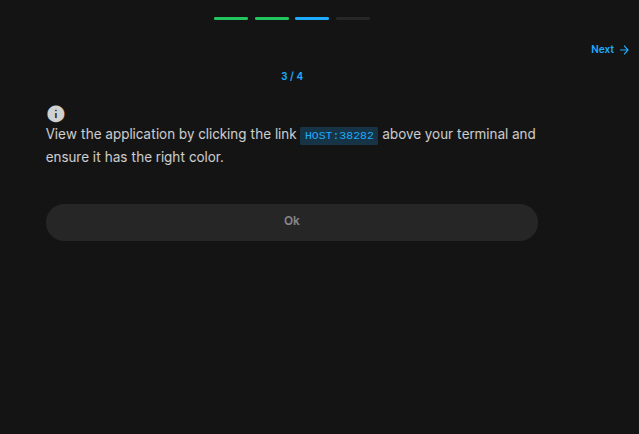 Next →
3 / 4
View the application by clicking the link HOST:38282 above your terminal and
ensure it has the right color.
Ok